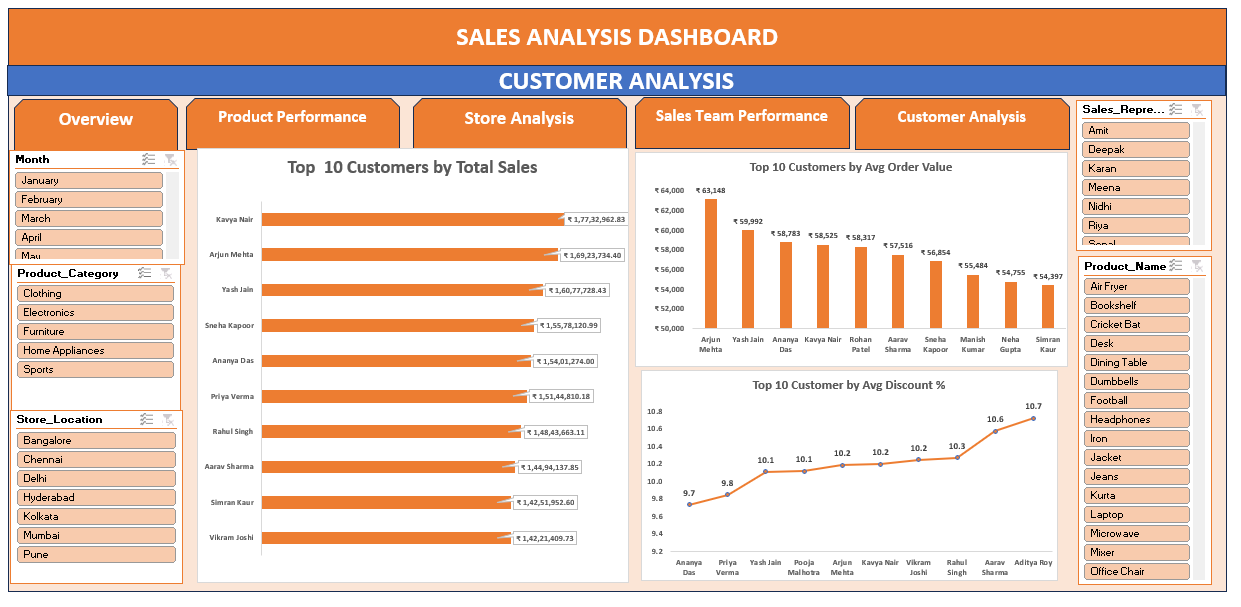 SALES ANALYSIS DASHBOARD
CUSTOMER ANALYSIS
Overview
Product Performance
Store Analysis
Sales Team Performance
Customer Analysis
Month
January
February
March
April
May
Product_Category
Clothing
Electronics
Furniture
Home Appliances
Sports
Store_Location
Bangalore
Chennai
Delhi
Hyderabad
Kolkata
Mumbai
Pune
Top 10 Customers by Total Sales
Kavya Nair ₹ 1,77,32,962.83
Arjun Mehta ₹ 1,69,23,734.40
Yash Jain ₹ 1,60,77,728.43
Sneha Kapoor ₹ 1,55,78,120.99
Ananya Das ₹ 1,54,01,274.00
Priya Verma ₹ 1,51,44,810.18
Rahul Singh ₹ 1,48,43,663.11
Aarav Sharma ₹ 1,44,94,137.85
Simran Kaur ₹ 1,42,51,952.60
Vikram Joshi ₹ 1,42,21,409.73
Top 10 Customers by Avg Order Value
₹ 64,000
₹ 62,000
₹ 60,000
₹ 58,000
₹ 56,000
₹ 54,000
₹ 52,000
₹ 50,000
₹ 63,148
₹ 59,992
₹ 58,783
₹ 58,525
₹ 58,317
₹ 57,516
₹ 56,854
₹ 55,484
₹ 54,755
₹ 54,397
Arjun Mehta
Yash Jain
Ananya Das
Kavya Nair
Rohan Patel
Aarav Sharma
Sneha Kapoor
Manish Kumar
Neha Gupta
Simran Kaur
Top 10 Customer by Avg Discount %
10.8
10.6
10.4
10.2
10.0
9.8
9.6
9.4
9.2
9.7
9.8
10.1
10.1
10.2
10.2
10.2
10.3
10.6
10.7
Ananya Das
Priya Verma
Yash Jain
Pooja Malhotra
Arjun Mehta
Kavya Nair
Vikram Joshi
Rahul Singh
Aarav Sharma
Aditya Roy
Sales_Repre...
Amit
Deepak
Karan
Meena
Nidhi
Riya
Product_Name
Air Fryer
Bookshelf
Cricket Bat
Desk
Dining Table
Dumbbells
Football
Headphones
Iron
Jacket
Jeans
Kurta
Laptop
Microwave
Mixer
Office Chair